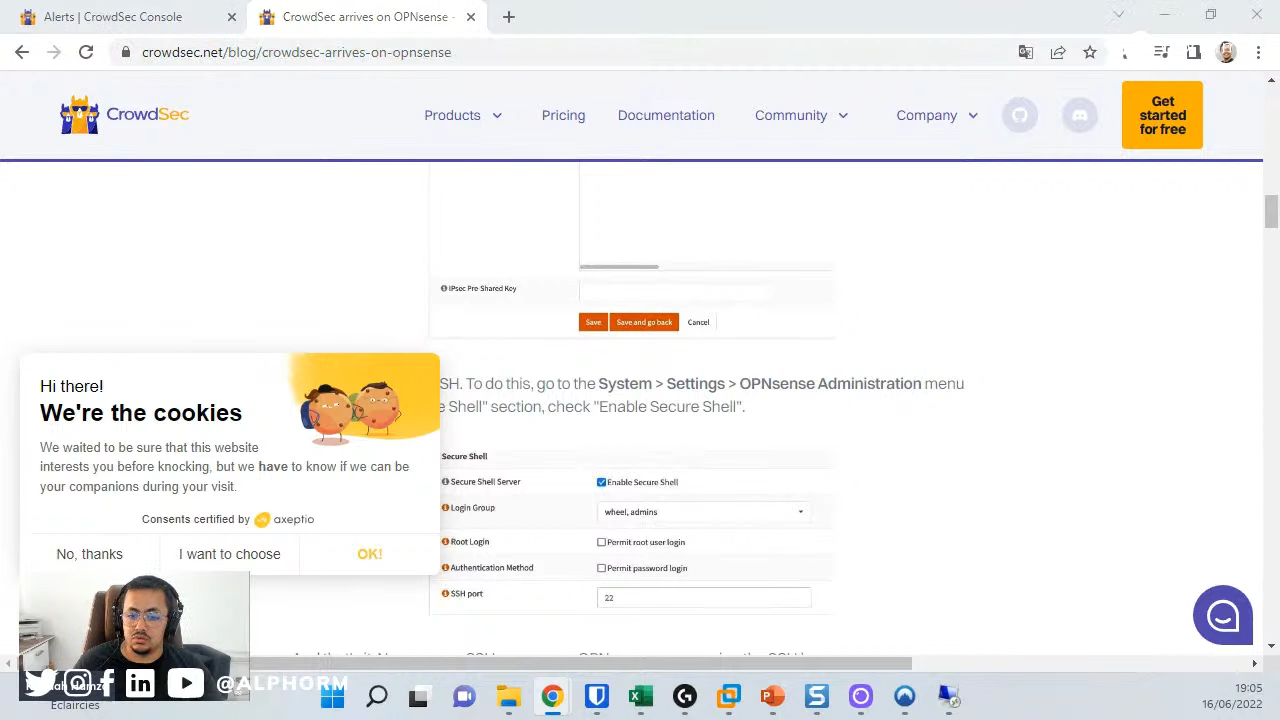 Alerts | CrowdSec Console
CrowdSec arrives on OPNsense -
crowdsec.net/blog/crowdsec-arrives-on-opnsense
CrowdSec
Products
Pricing
Documentation
Community
Company
Get
started
for free
IPsec Pre-Shared Key
Save
Save and go back
Cancel
SH. To do this, go to the System > Settings > OPNsense Administration menu
e Shell" section, check "Enable Secure Shell".
Secure Shell
Secure Shell Server
Enable Secure Shell
Login Group
wheel, admins
Root Login
Permit root user login
Authentication Method
Permit password login
SSH port
22
Hi there!
We're the cookies
We waited to be sure that this website
interests you before knocking, but we have to know if we can be
your companions during your visit.
Consents certified by axeptio
No, thanks
I want to choose
OK!
@ALPHORM
Eclaircies
19:05
16/06/2022